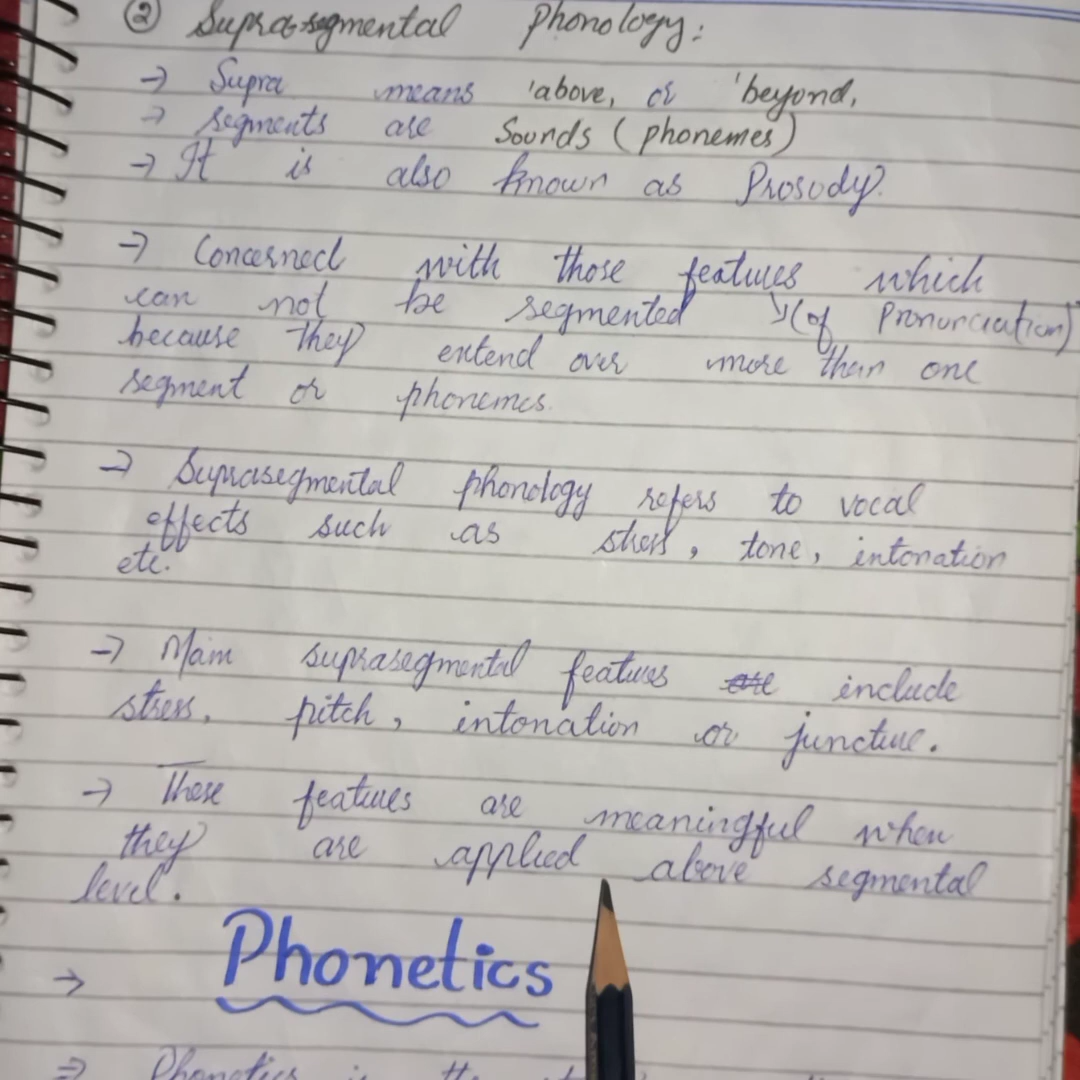 ② Suprasegmental Phonology:
→ Supra means 'above, or 'beyond,
→ segments are Sounds (phonemes)
→ It is also known as Prosody.
→ Concerned with those features which
can not be segmented ↘(of Pronunciation)
because they extend over more than one
segment or phonemes.
→ Suprasegmental phonology refers to vocal
effects such as stress, tone, intonation
etc.
→ Main suprasegmental features are include
stress, pitch, intonation or juncture.
→ These features are meaningful when
they are applied above segmental
level.
→ Phonetics
⇒ Phonetics is the